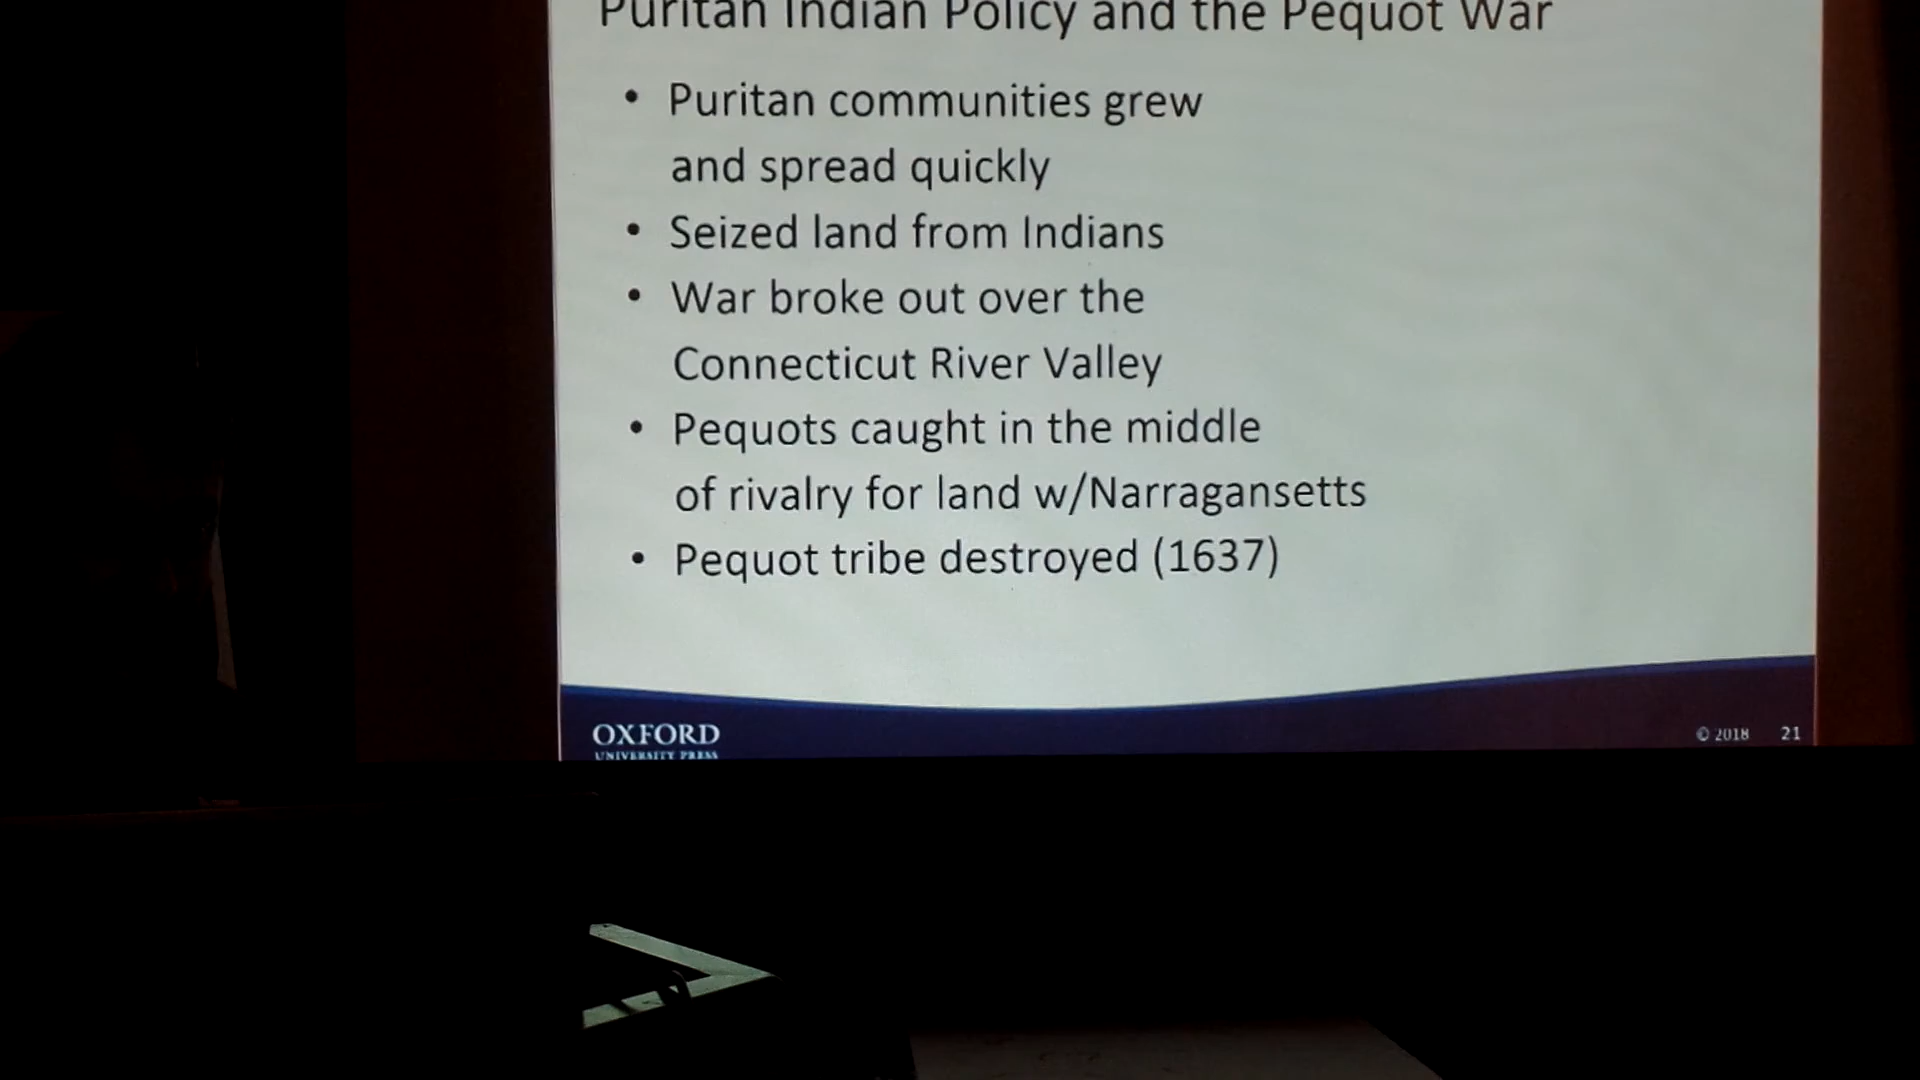 Puritan Indian Policy and the Pequot War
• Puritan communities grew
and spread quickly
• Seized land from Indians
• War broke out over the
Connecticut River Valley
• Pequots caught in the middle
of rivalry for land w/Narragansetts
• Pequot tribe destroyed (1637)
OXFORD
UNIVERSITY PRESS
© 2018 21